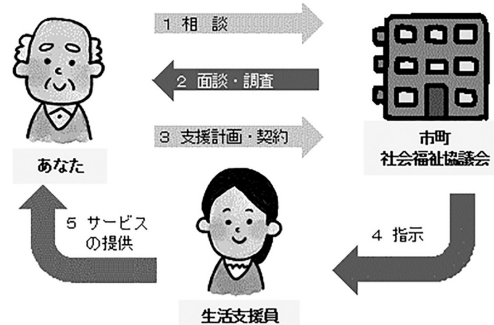 1 相 談
2 面談・調査
3 支援計画・契約
あなた
市町
社会福祉協議会
5 サービス
の提供
4 指示
生活支援員